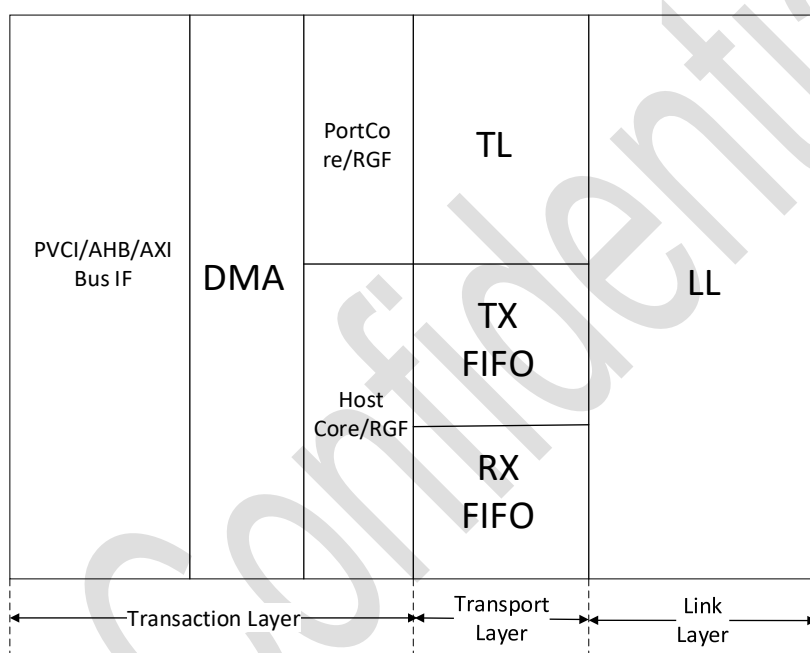 PortCo
re/RGF
TL
PVCI/AHB/AXI
Bus IF
DMA
LL
TX
FIFO
Host
Core/RGF
RX
FIFO
Transaction Layer
Transport
Layer
Link
Layer
Confidenti